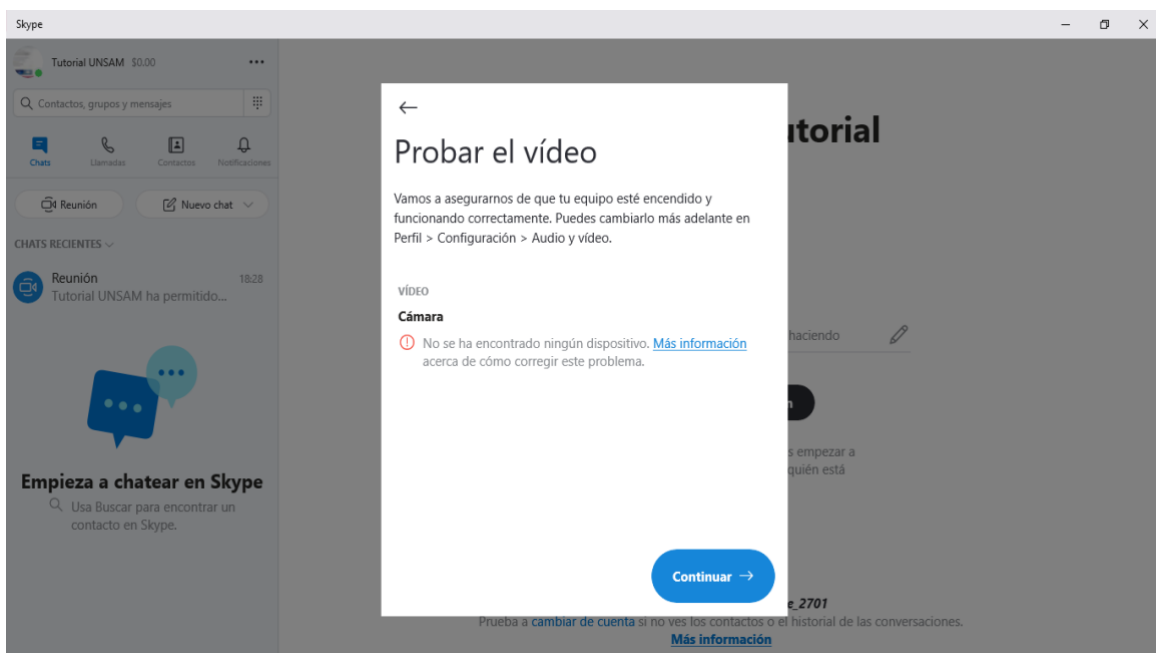 Skype
Tutorial UNSAM $0.00
Contactos, grupos y mensajes
Chats Llamadas Contactos Notificaciones
Reunión Nuevo chat
CHATS RECIENTES
Reunión 18:28
Tutorial UNSAM ha permitido...
Empieza a chatear en Skype
Usa Buscar para encontrar un
contacto en Skype.
Probar el vídeo
Vamos a asegurarnos de que tu equipo esté encendido y
funcionando correctamente. Puedes cambiarlo más adelante en
Perfil > Configuración > Audio y vídeo.
VÍDEO
Cámara
No se ha encontrado ningún dispositivo. Más información
acerca de cómo corregir este problema.
Continuar
utorial
haciendo
n
s empezar a
quién está
e_2701
Prueba a cambiar de cuenta si no ves los contactos o el historial de las conversaciones.
Más información